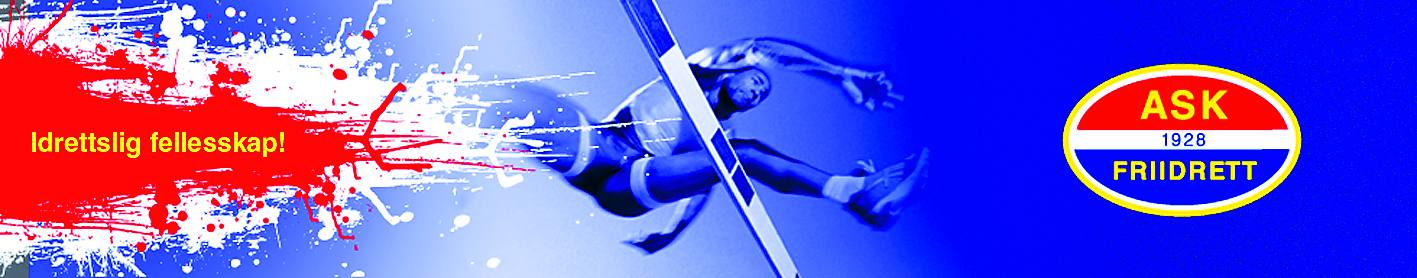 Idrettslig fellesskap!
ASK
1928
FRIIDRETT